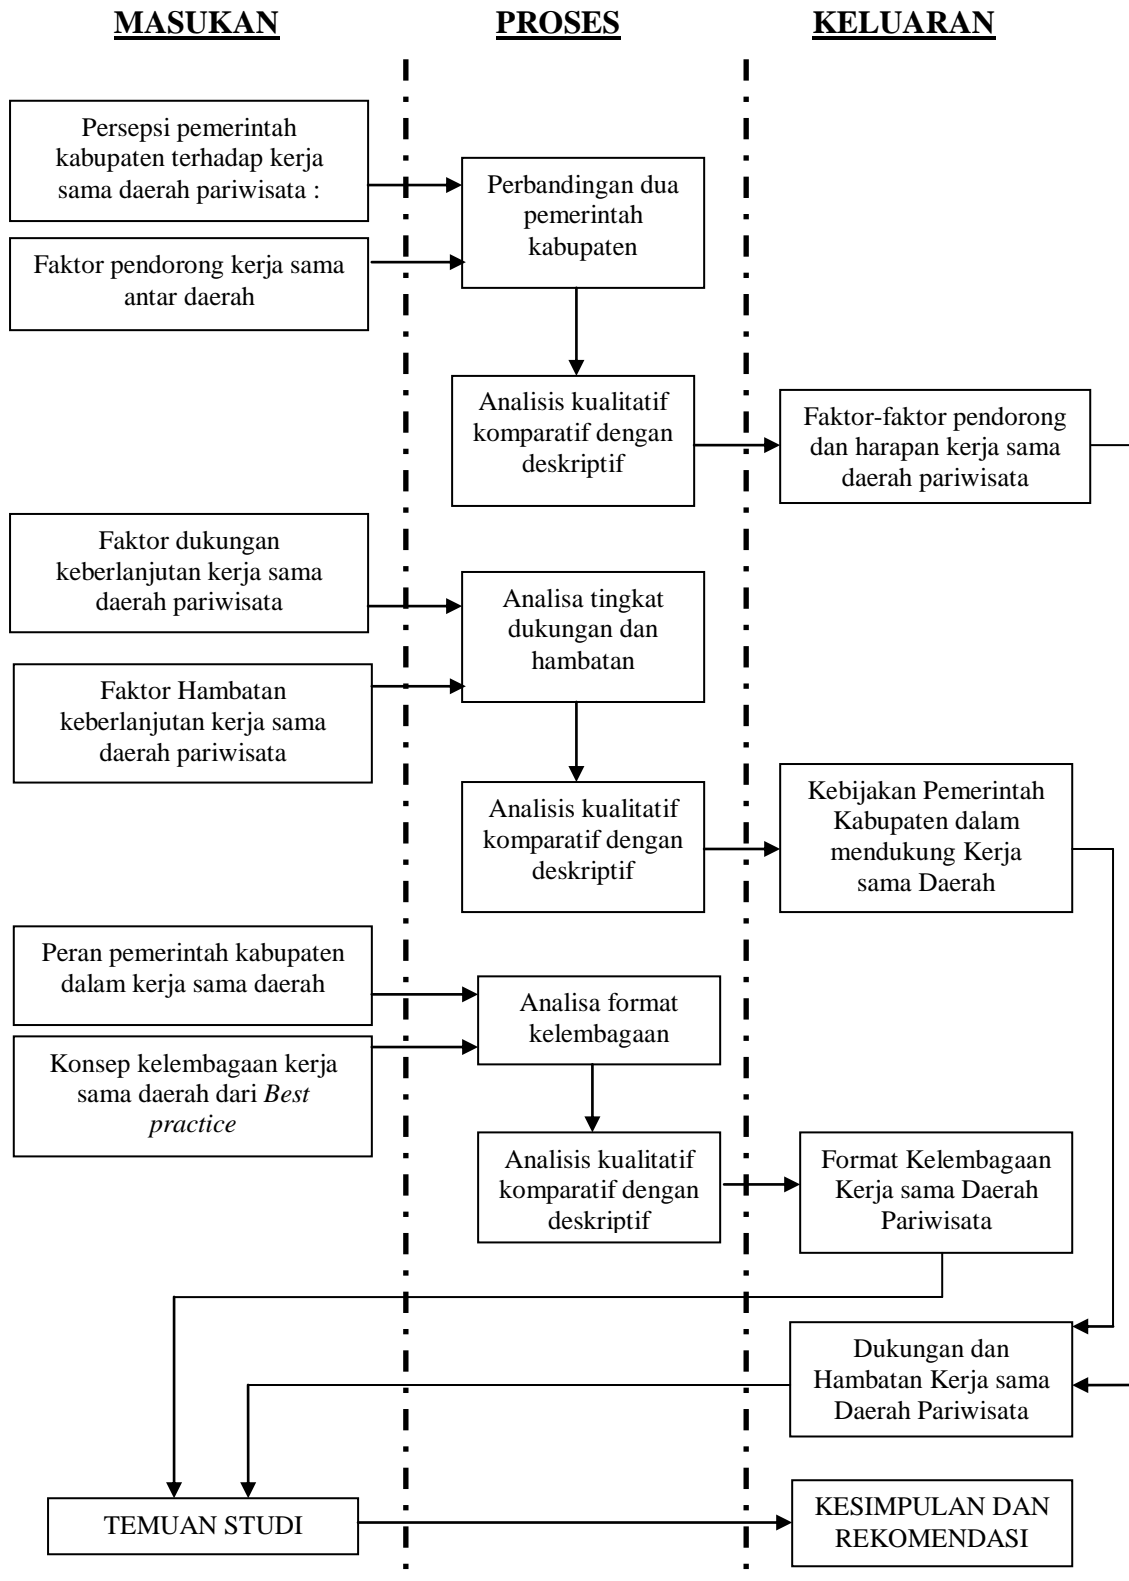 MASUKAN
PROSES
KELUARAN
Persepsi pemerintah
kabupaten terhadap kerja
sama daerah pariwisata :
Faktor pendorong kerja sama
antar daerah
Perbandingan dua
pemerintah
kabupaten
Analisis kualitatif
komparatif dengan
deskriptif
Faktor-faktor pendorong
dan harapan kerja sama
daerah pariwisata
Faktor dukungan
keberlanjutan kerja sama
daerah pariwisata
Faktor Hambatan
keberlanjutan kerja sama
daerah pariwisata
Analisa tingkat
dukungan dan
hambatan
Analisis kualitatif
komparatif dengan
deskriptif
Kebijakan Pemerintah
Kabupaten dalam
mendukung Kerja
sama Daerah
Peran pemerintah kabupaten
dalam kerja sama daerah
Konsep kelembagaan kerja
sama daerah dari Best
practice
Analisa format
kelembagaan
Analisis kualitatif
komparatif dengan
deskriptif
Format Kelembagaan
Kerja sama Daerah
Pariwisata
Dukungan dan
Hambatan Kerja sama
Daerah Pariwisata
TEMUAN STUDI
KESIMPULAN DAN
REKOMENDASI